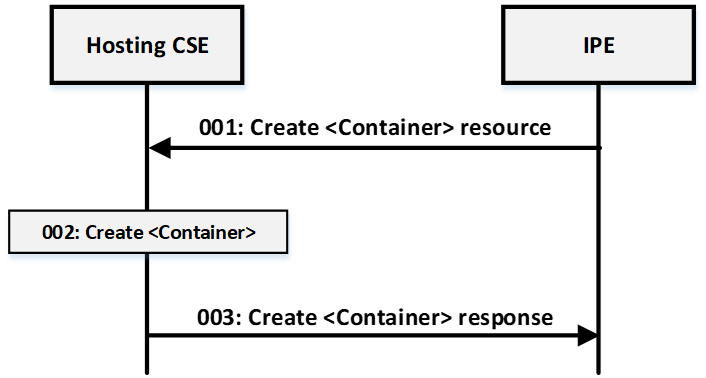 Hosting CSE
IPE
001: Create <Container> resource
002: Create <Container>
003: Create <Container> response